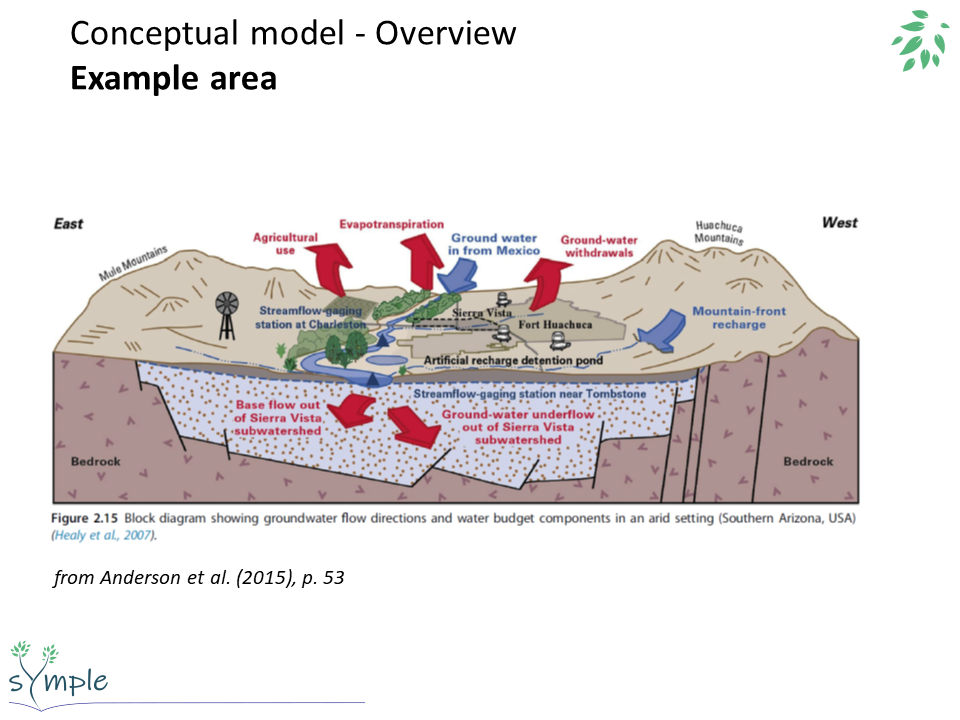 Conceptual model - Overview
Example area
East
West
Mule Mountains
Agricultural
use
Evapotranspiration
Ground water
in from Mexico
Ground-water
withdrawals
Huachuca
Mountains
Streamflow-gaging
station at Charleston
Sierra Vista
Fort Huachuca
Mountain-front
recharge
Artificial recharge detention pond
Streamflow-gaging station near Tombstone
Base flow out
of Sierra Vista
subwatershed
Ground-water underflow
out of Sierra Vista
subwatershed
Bedrock
Bedrock
Figure 2.15 Block diagram showing groundwater flow directions and water budget components in an arid setting (Southern Arizona, USA)
(Healy et al., 2007).
from Anderson et al. (2015), p. 53
sYmple